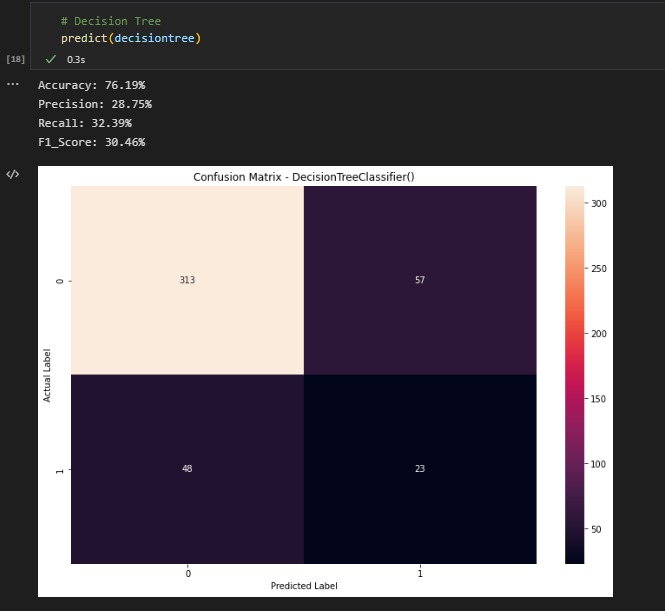 # Decision Tree
predict(decisiontree)
[18]
0.3s
...
Accuracy: 76.19%
Precision: 28.75%
Recall: 32.39%
F1_Score: 30.46%
</>
Confusion Matrix - DecisionTreeClassifier()
300
0
313
57
250
200
Actual Label
150
100
1
48
23
50
0
1
Predicted Label